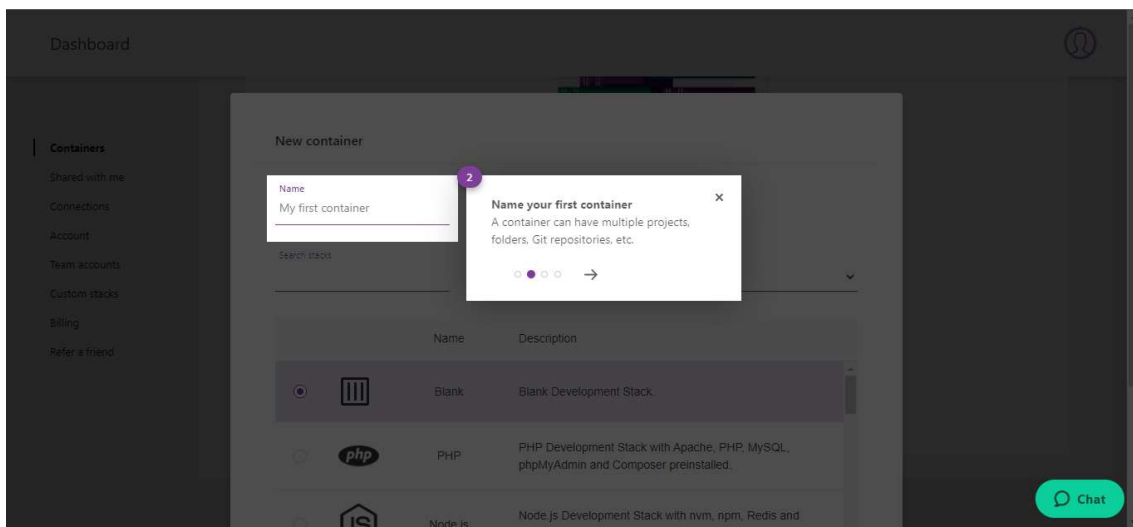 Dashboard
Containers
Shared with me
Connections
Account
Team accounts
Custom stacks
Billing
Refer a friend
New container
Name
My first container
2
Name your first container
A container can have multiple projects,
folders, Git repositories, etc.
Search stacks
Name Description
Blank Blank Development Stack.
php PHP PHP Development Stack with Apache, PHP, MySQL,
phpMyAdmin and Composer preinstalled.
JS Node.js Node.js Development Stack with nvm, npm, Redis and
Chat